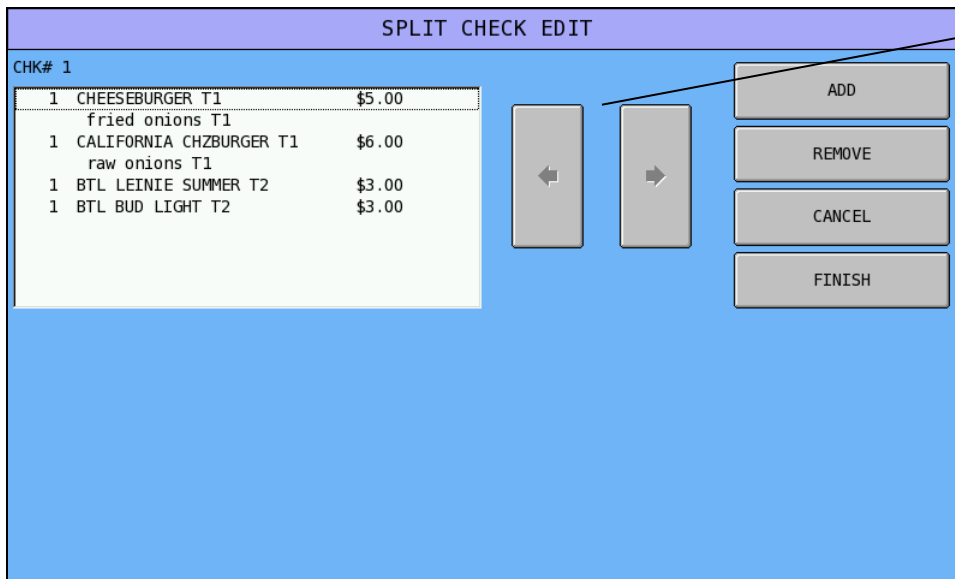 SPLIT CHECK EDIT
CHK# 1
1 CHEESEBURGER T1 $5.00
fried onions T1
1 CALIFORNIA CHZBURGER T1 $6.00
raw onions T1
1 BTL LEINIE SUMMER T2 $3.00
1 BTL BUD LIGHT T2 $3.00
ADD
REMOVE
CANCEL
FINISH